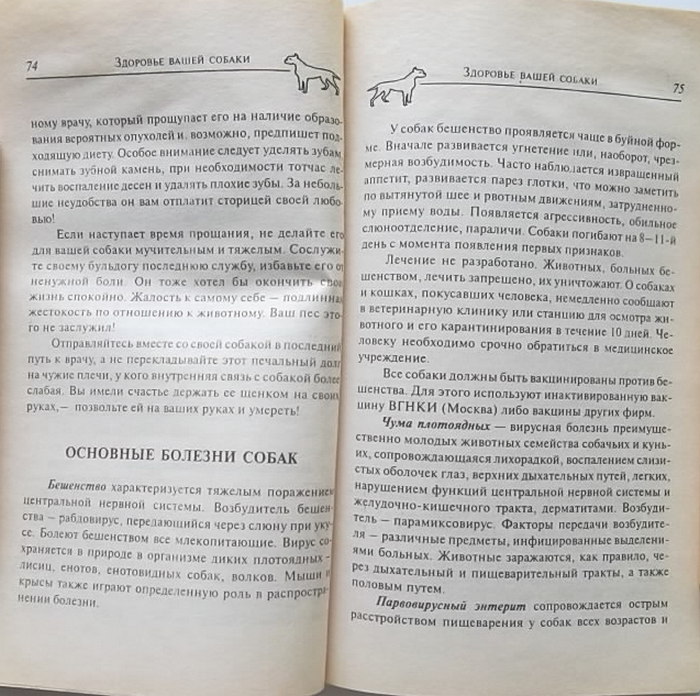 74
ЗДОРОВЬЕ ВАШЕЙ СОБАКИ
ному врачу, который прощупает его на наличие образо-
вания вероятных опухолей и, возможно, предпишет под-
ходящую диету. Особое внимание следует уделять зубам,
снимать зубной камень, при необходимости тотчас ле-
чить воспаление десен и удалять плохие зубы. За неболь-
шие неудобства он вам отплатит сторицей своей любо-
вью!
Если наступает время прощания, не делайте его
для вашей собаки мучительным и тяжелым. Сослужи-
те своему бульдогу последнюю службу, избавьте его от
ненужной боли. Он тоже хотел бы окончить свою
жизнь спокойно. Жалость к самому себе – подлинная
жестокость по отношению к животному. Ваш пес это-
го не заслужил!
Отправляйтесь вместе со своей собакой в последний
путь к врачу, а не перекладывайте этот печальный долг
на чужие плечи, у кого внутренняя связь с собакой более
слабая. Вы имели счастье держать ее щенком на своих
руках,– позвольте ей на ваших руках и умереть!
ОСНОВНЫЕ БОЛЕЗНИ СОБАК
Бешенство характеризуется тяжелым поражением
центральной нервной системы. Возбудитель бешен-
ства – рабдовирус, передающийся через слюну при уку-
се. Болеют бешенством все млекопитающие. Вирус со-
храняется в природе в организме диких плотоядных –
лисиц, енотов, енотовидных собак, волков. Мыши и
крысы также играют определенную роль в распростра-
нении болезни.
ЗДОРОВЬЕ ВАШЕЙ СОБАКИ
75
У собак бешенство проявляется чаще в буйной фор-
ме. Вначале развивается угнетение или, наоборот, чрез-
мерная возбудимость. Часто наблюдается извращенный
аппетит, развивается парез глотки, что можно заметить
по вытянутой шее и рвотным движениям, затрудненно-
му приему воды. Появляется агрессивность, обильное
слюноотделение, параличи. Собаки погибают на 8–11-й
день с момента появления первых признаков.
Лечение не разработано. Животных, больных бе-
шенством, лечить запрещено, их уничтожают. О собаках
и кошках, покусавших человека, немедленно сообщают
в ветеринарную клинику или станцию для осмотра жи-
вотного и его карантинирования в течение 10 дней. Че-
ловеку необходимо срочно обратиться в медицинское
учреждение.
Все собаки должны быть вакцинированы против бе-
шенства. Для этого используют инактивированную вак-
цину ВГНКИ (Москва) либо вакцины других фирм.
Чума плотоядных – вирусная болезнь преимуще-
ственно молодых животных семейства собачьих и кунь-
их, сопровождающаяся лихорадкой, воспалением слизи-
стых оболочек глаз, верхних дыхательных путей, легких,
нарушением функций центральной нервной системы и
желудочно-кишечного тракта, дерматитами. Возбуди-
тель – парамиксовирус. Факторы передачи возбудите-
ля – различные предметы, инфицированные выделени-
ями больных. Животные заражаются, как правило, че-
рез дыхательный и пищеварительный тракты, а также
половым путем.
Парвовирусный энтерит сопровождается острым
расстройством пищеварения у собак всех возрастов и